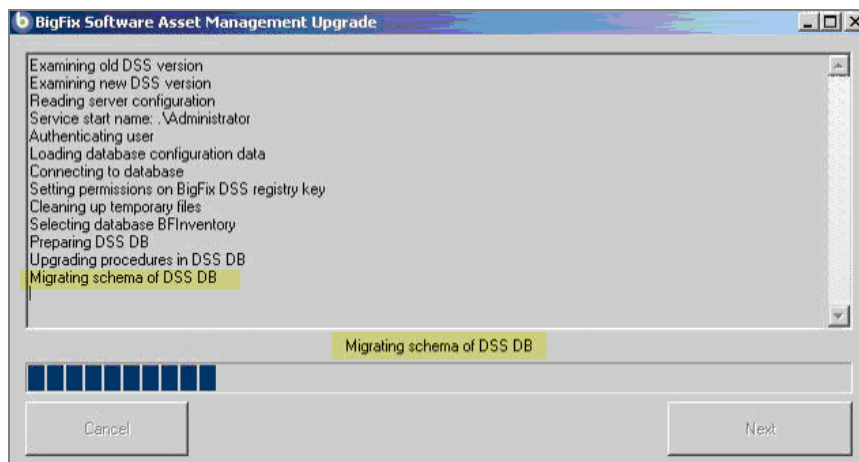 BigFix Software Asset Management Upgrade
Examining old DSS version
Examining new DSS version
Reading server configuration
Service start name: .\Administrator
Authenticating user
Loading database configuration data
Connecting to database
Setting permissions on BigFix DSS registry key
Cleaning up temporary files
Selecting database BFInventory
Preparing DSS DB
Upgrading procedures in DSS DB
Migrating schema of DSS DB
Migrating schema of DSS DB
Cancel
Next